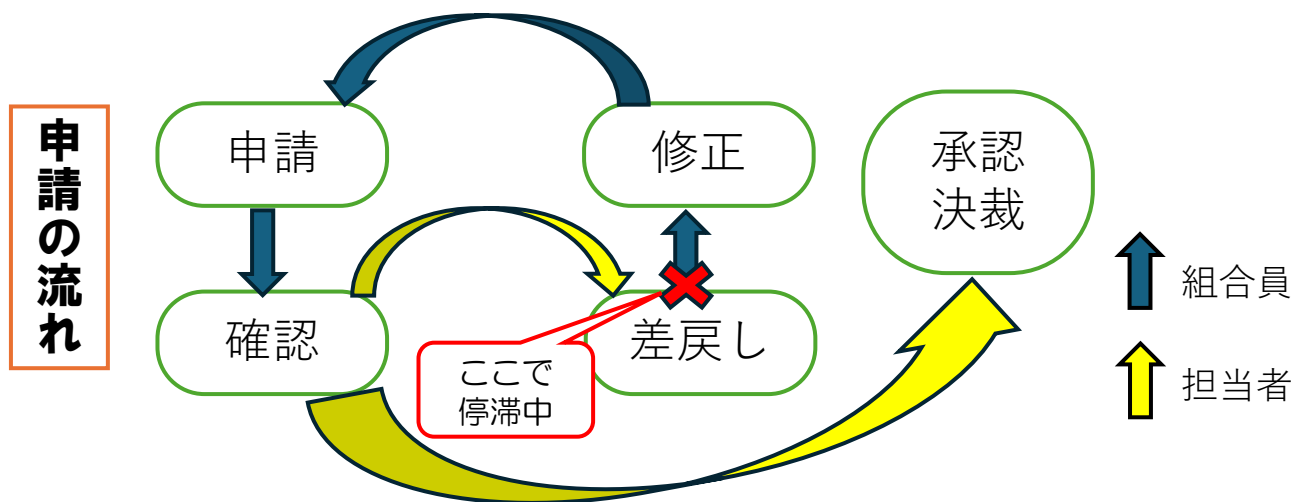 申請の流れ
申請
修正
承認
決裁
確認
差戻し
ここで
停滞中
組合員
担当者